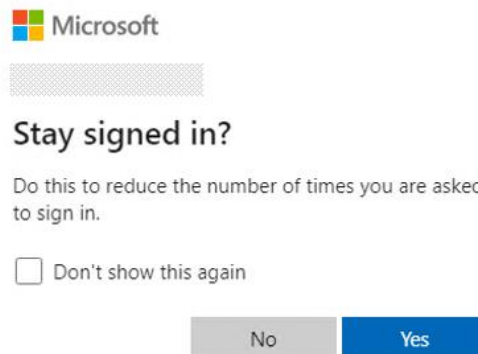 Microsoft
Stay signed in?
Do this to reduce the number of times you are asked
to sign in.
Don't show this again
No
Yes